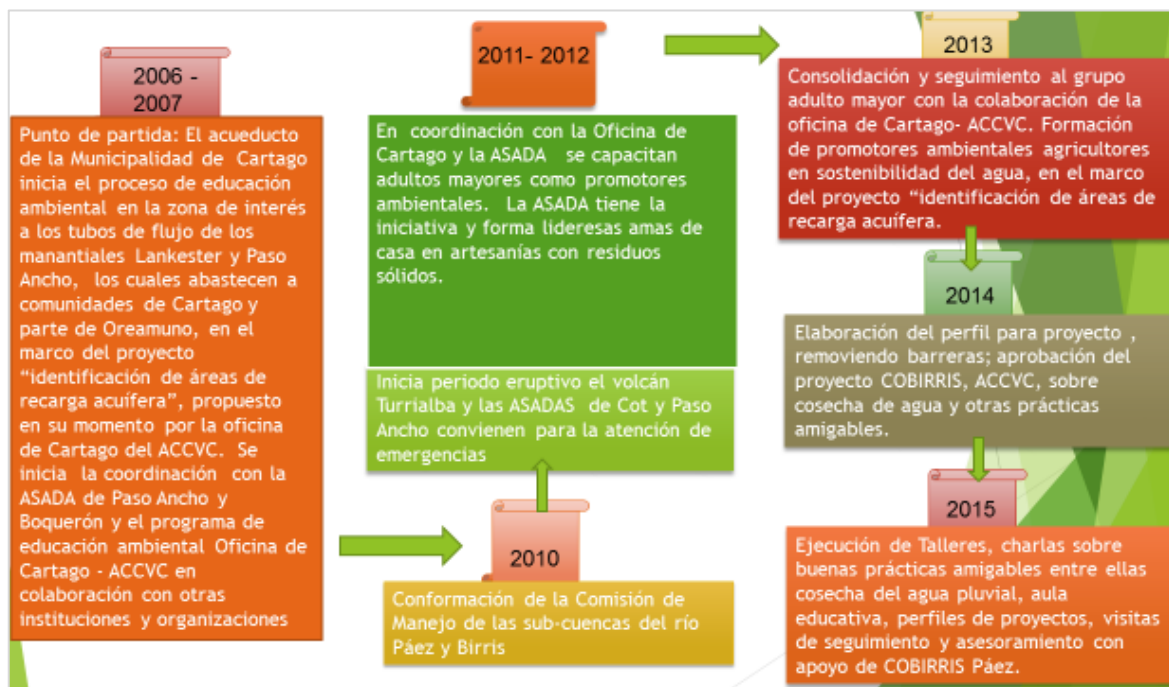 2006 -
2007
Punto de partida: El acueducto
de la Municipalidad de Cartago
inicia el proceso de educación
ambiental en la zona de interés
a los tubos de flujo de los
manantiales Lankester y Paso
Ancho, los cuales abastecen a
comunidades de Cartago y
parte de Oreamuno, en el
marco del proyecto
“identificación de áreas de
recarga acuífera”, propuesto
en su momento por la oficina
de Cartago del ACCVC. Se
inicia la coordinación con la
ASADA de Paso Ancho y
Boquerón y el programa de
educación ambiental Oficina de
Cartago - ACCVC en
colaboración con otras
instituciones y organizaciones
2010
Conformación de la Comisión de
Manejo de las sub-cuencas del río
Páez y Birris
2011- 2012
En coordinación con la Oficina de
Cartago y la ASADA se capacitan
adultos mayores como promotores
ambientales. La ASADA tiene la
iniciativa y forma lideresas amas de
casa en artesanías con residuos
sólidos.
Inicia periodo eruptivo el volcán
Turrialba y las ASADAS de Cot y Paso
Ancho convienen para la atención de
emergencias
2013
Consolidación y seguimiento al grupo
adulto mayor con la colaboración de la
oficina de Cartago- ACCVC. Formación
de promotores ambientales agricultores
en sostenibilidad del agua, en el marco
del proyecto “identificación de áreas de
recarga acuífera.
2014
Elaboración del perfil para proyecto ,
removiendo barreras; aprobación del
proyecto COBIRRIS, ACCVC, sobre
cosecha de agua y otras prácticas
amigables.
2015
Ejecución de Talleres, charlas sobre
buenas prácticas amigables entre ellas
cosecha del agua pluvial, aula
educativa, perfiles de proyectos, visitas
de seguimiento y asesoramiento con
apoyo de COBIRRIS Páez.